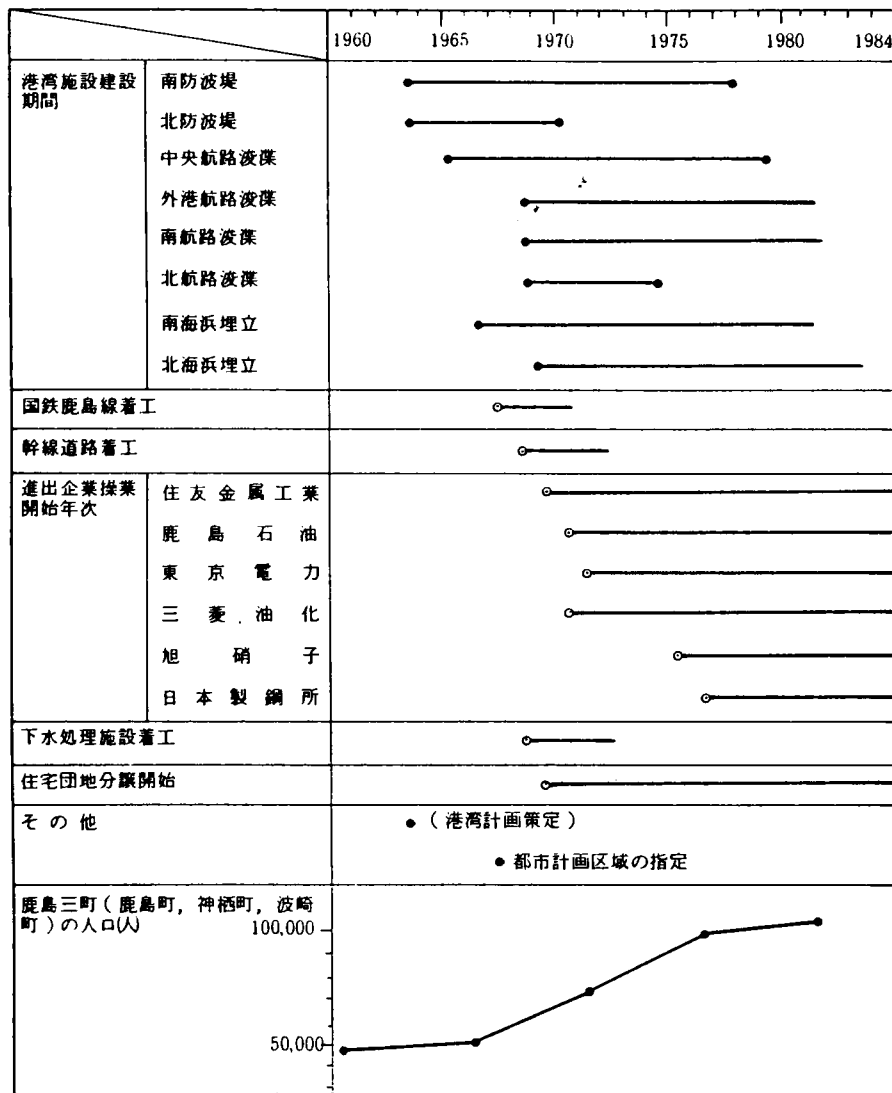 1960 1965 1970 1975 1980 1984
港湾施設建設
期間
南防波堤
北防波堤
中央航路浚渫
外港航路浚渫
南航路浚渫
北航路浚渫
南海浜埋立
北海浜埋立
国鉄鹿島線着工
幹線道路着工
進出企業操業
開始年次
住友金属工業
鹿島石油
東京電力
三菱油化
旭硝子
日本製鋼所
下水処理施設着工
住宅団地分譲開始
その他
(港湾計画策定)
都市計画区域の指定
鹿島三町(鹿島町,神栖町,波崎
町)の人口(人)
100,000
50,000